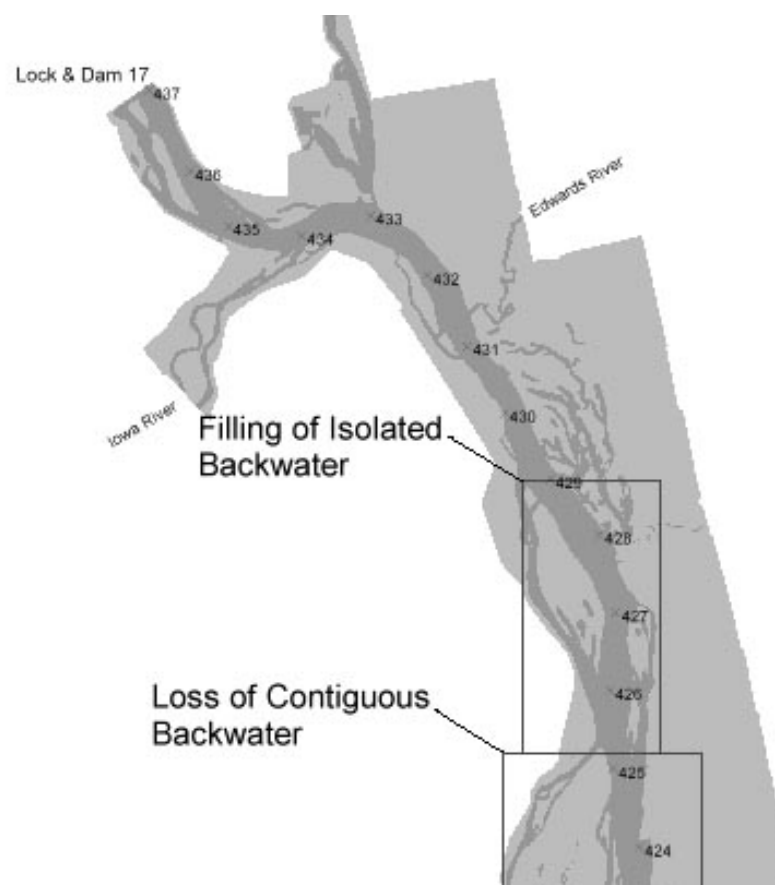 Lock & Dam 17
437
436
435
434
433
Edwards River
432
431
Iowa River
430
Filling of Isolated
Backwater
429
428
427
Loss of Contiguous
Backwater
426
425
424